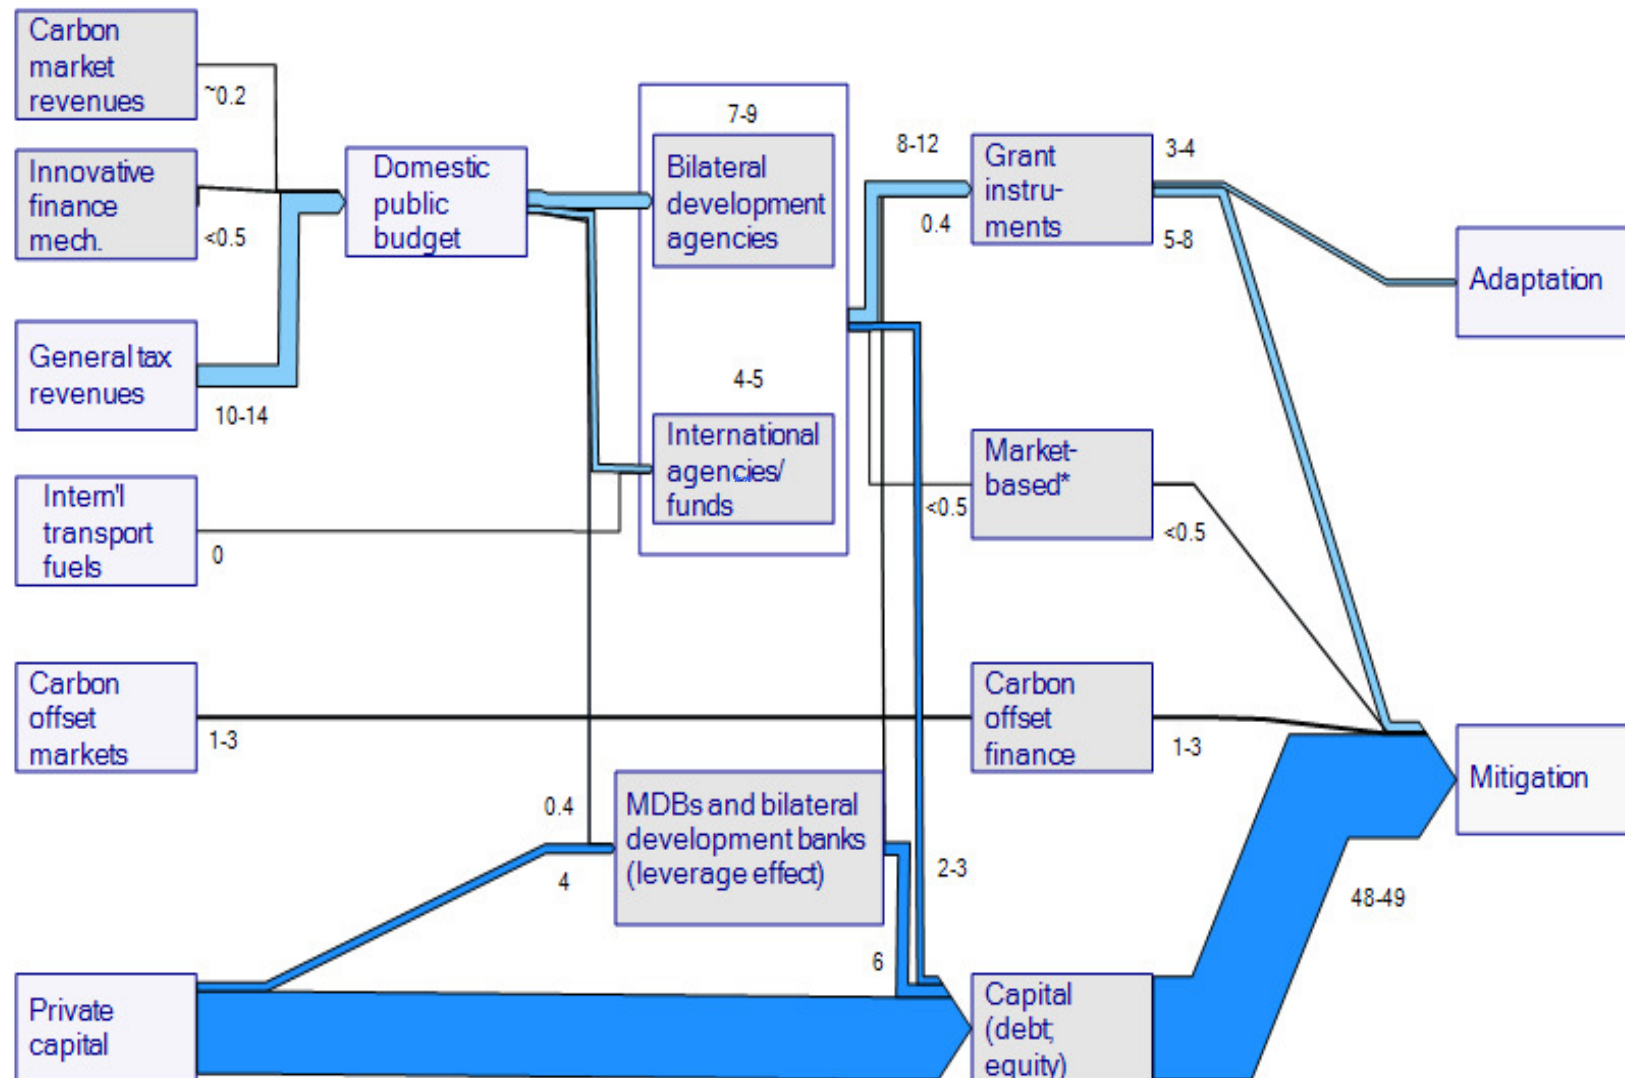 Carbon
market
revenues
~0.2
Innovative
finance
mech.
<0.5
General tax
revenues
10-14
Intern'l
transport
fuels
0
Carbon
offset
markets
1-3
Private
capital
Domestic
public
budget
7-9
Bilateral
development
agencies
4-5
International
agencies/
funds
0.4
4
MDBs and bilateral
development banks
(leverage effect)
6
8-12
0.4
<0.5
2-3
Grant
instru-
ments
3-4
5-8
Market-
based*
<0.5
Carbon
offset
finance
1-3
Capital
(debt;
equity)
48-49
Adaptation
Mitigation